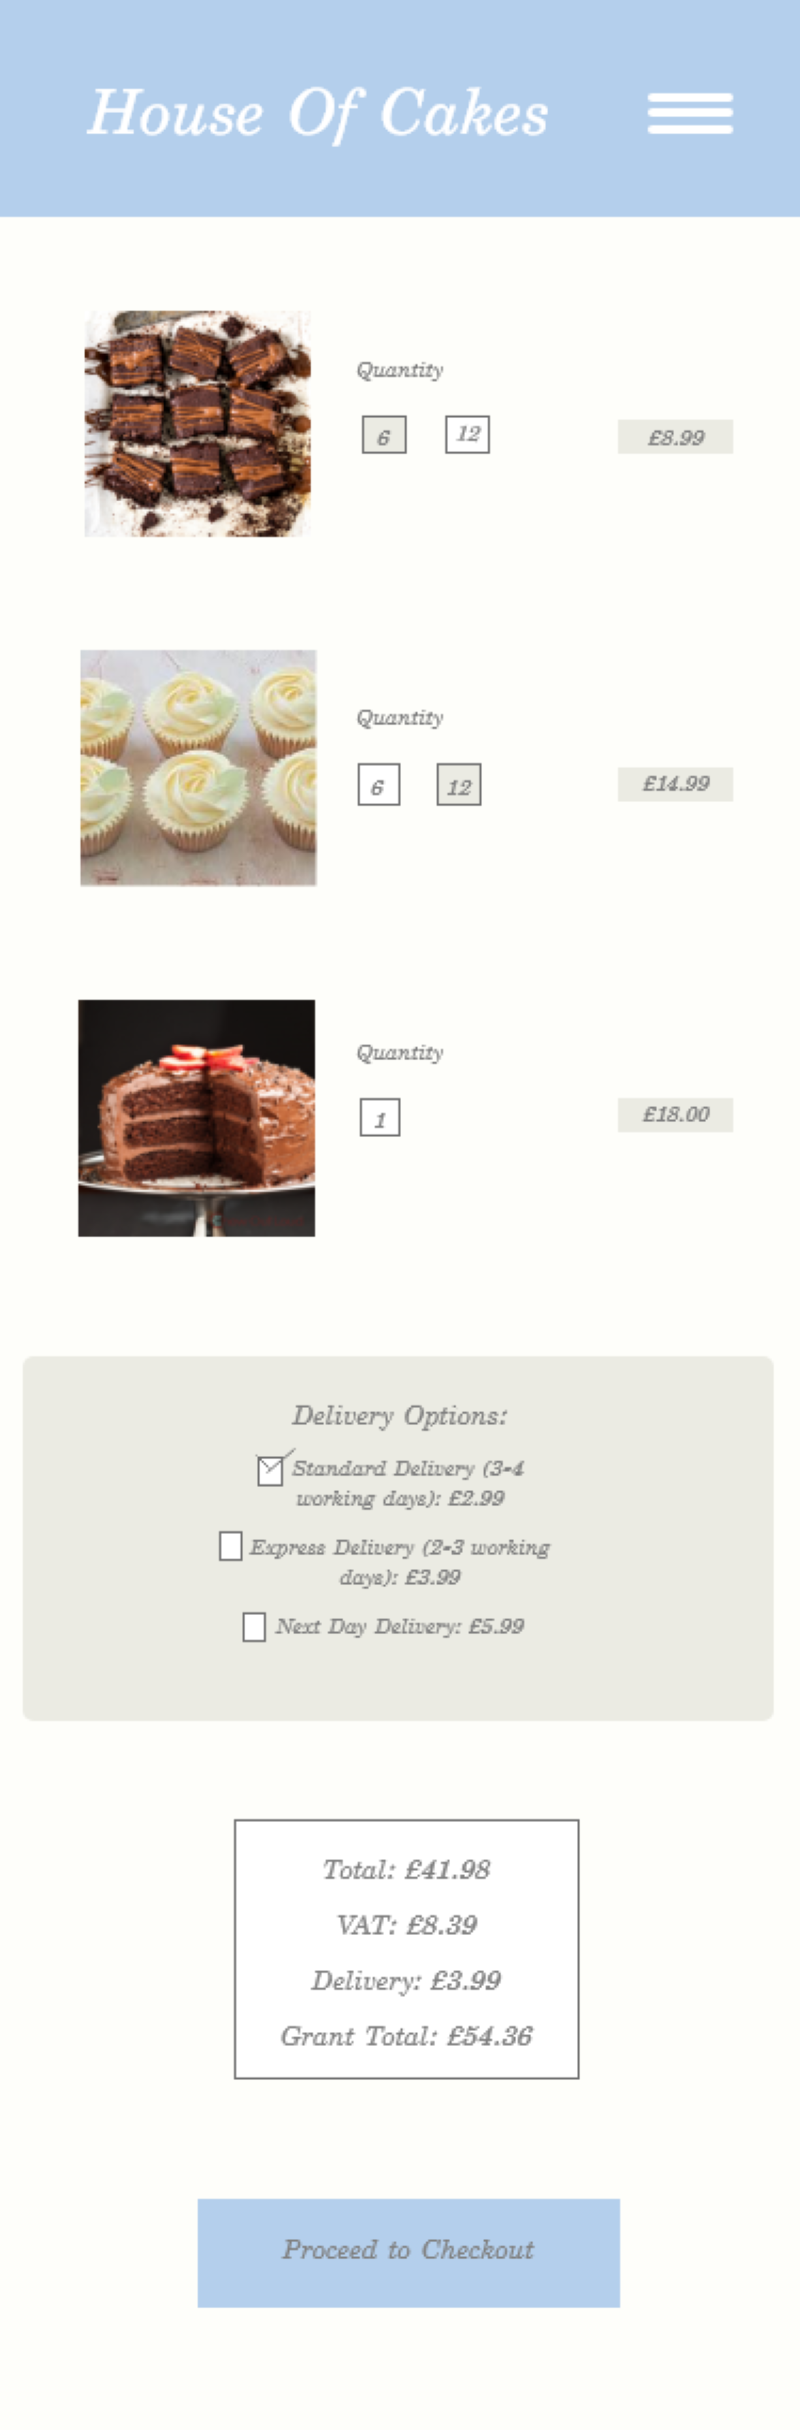 House Of Cakes
Quantity
6 12 £8.99
Quantity
6 12 £14.99
Quantity
1 £18.00
Delivery Options:
Standard Delivery (3-4
working days): £2.99
Express Delivery (2-3 working
days): £3.99
Next Day Delivery: £5.99
Total: £41.98
VAT: £8.39
Delivery: £3.99
Grant Total: £54.36
Proceed to Checkout